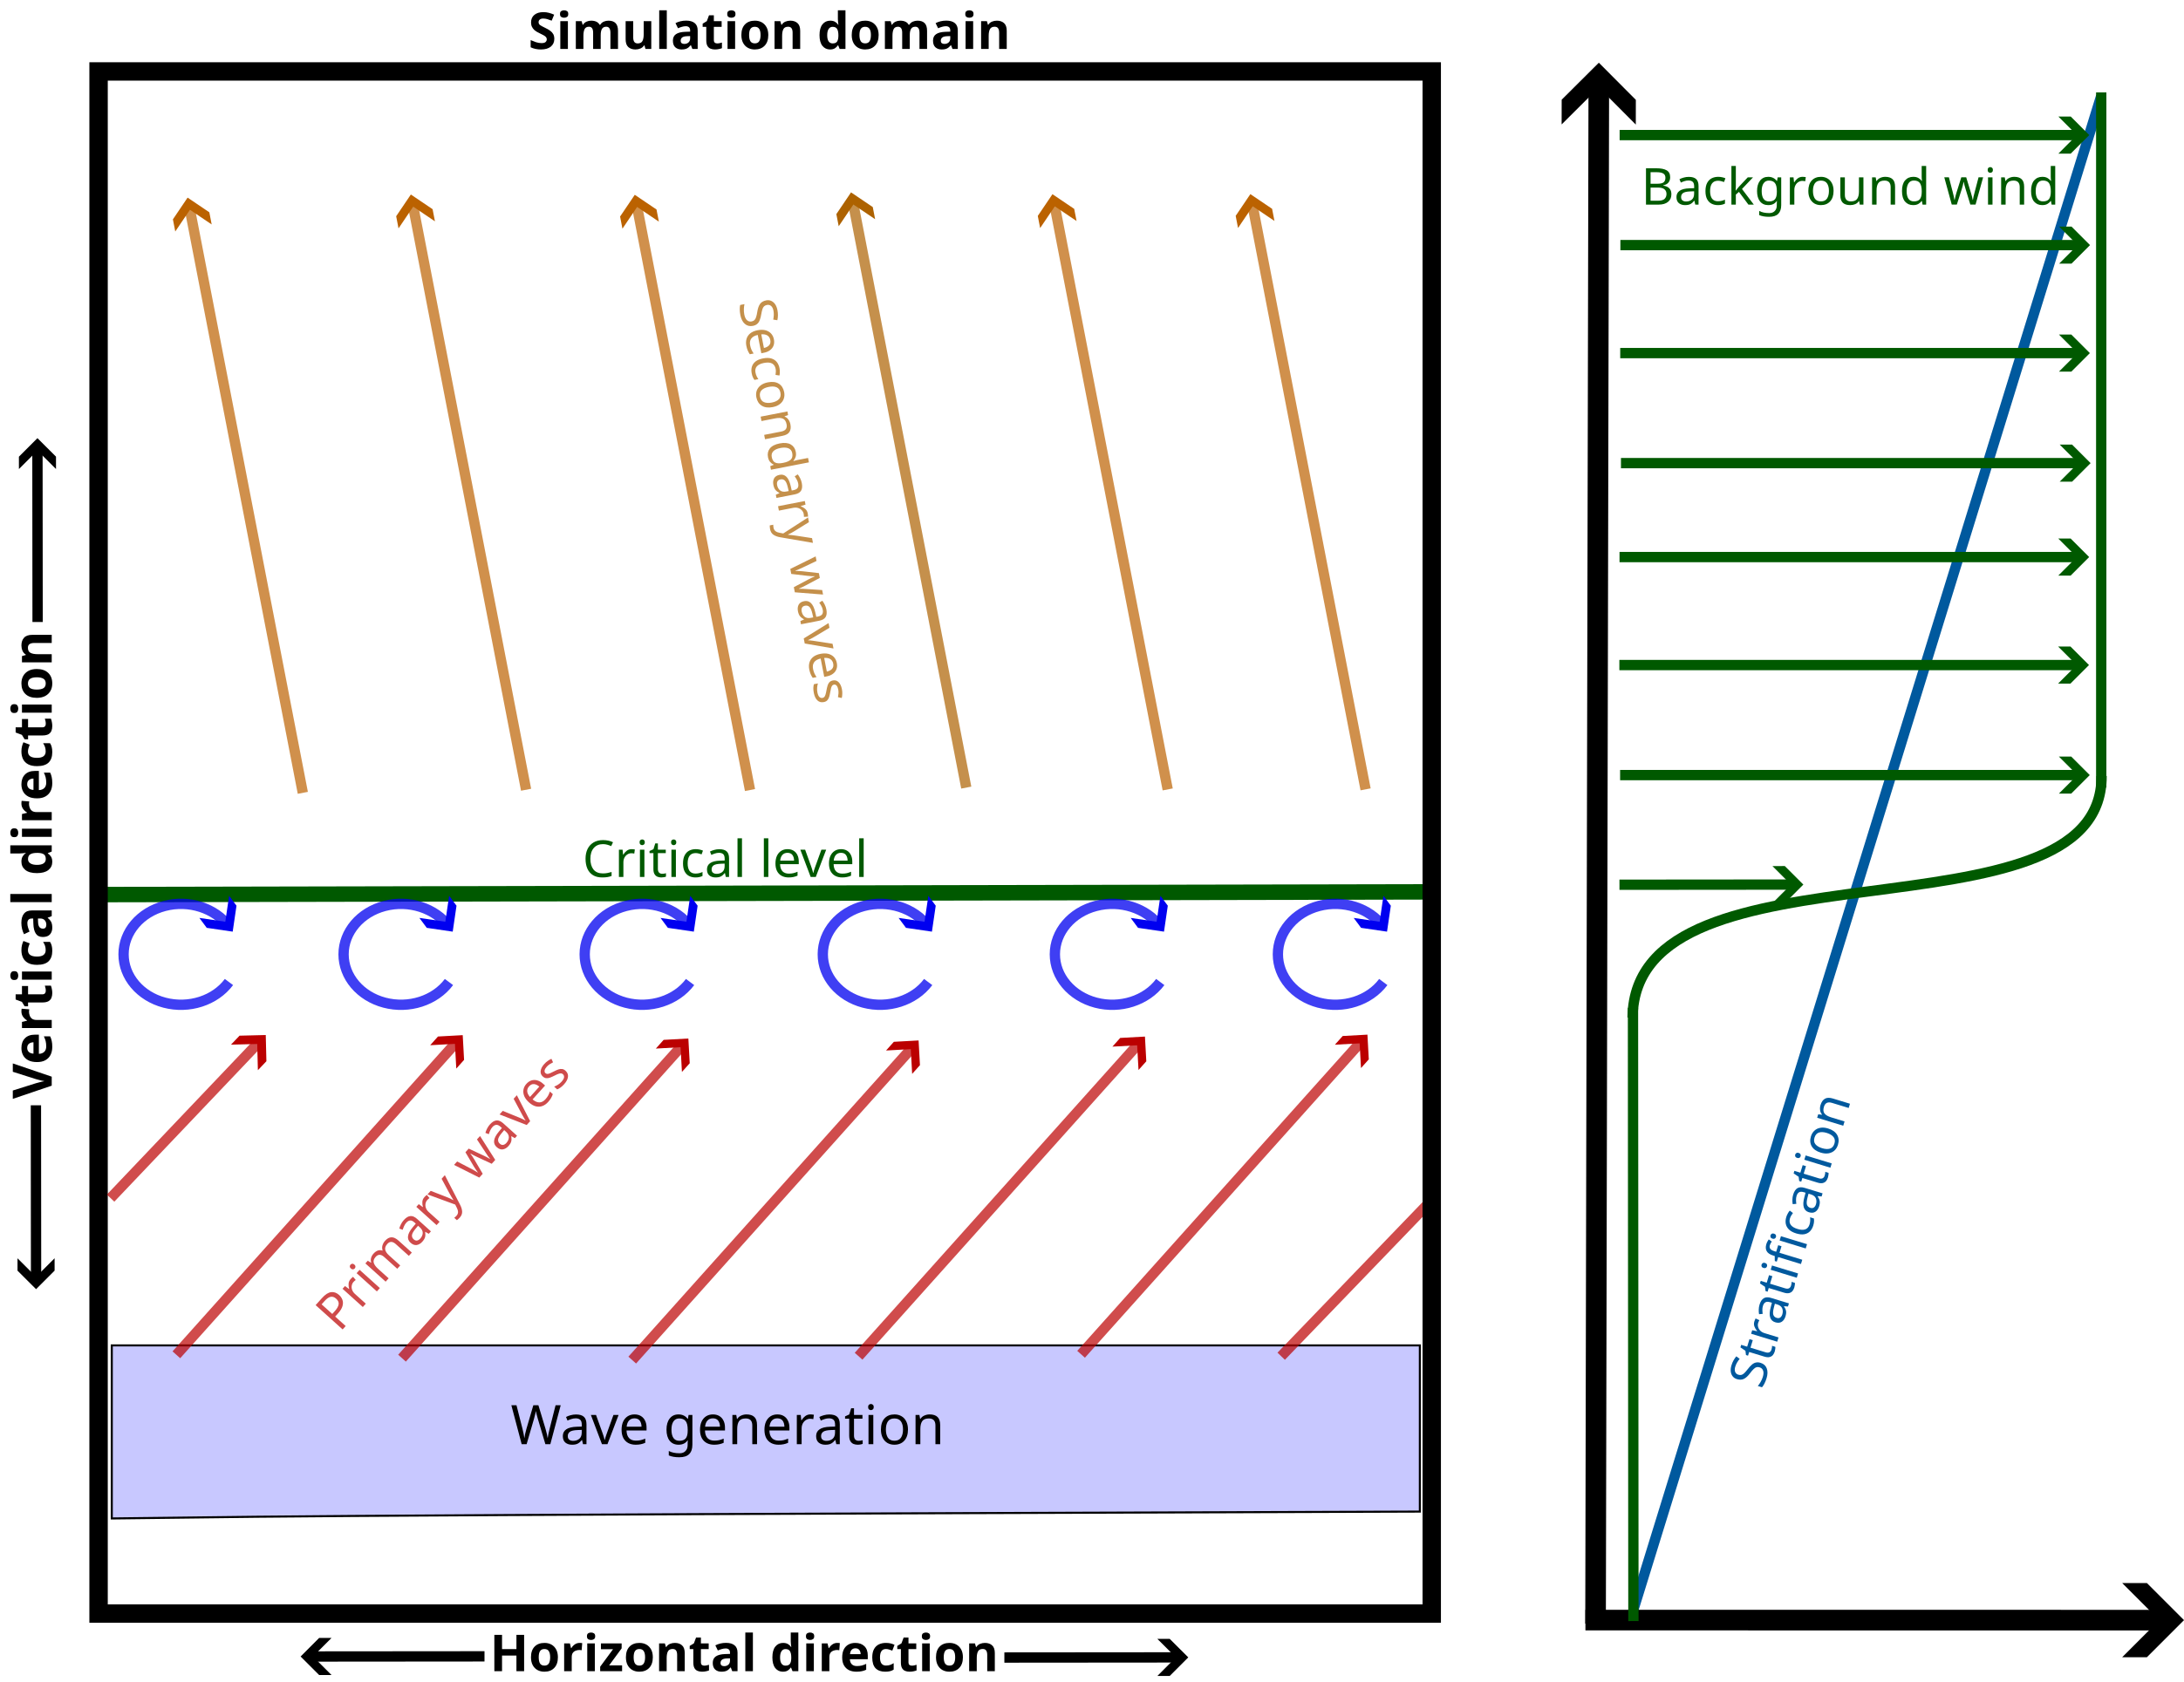 Simulation domain
Background wind
Secondary waves
Vertical direction
Critical level
Primary waves
Stratification
Wave generation
Horizontal direction